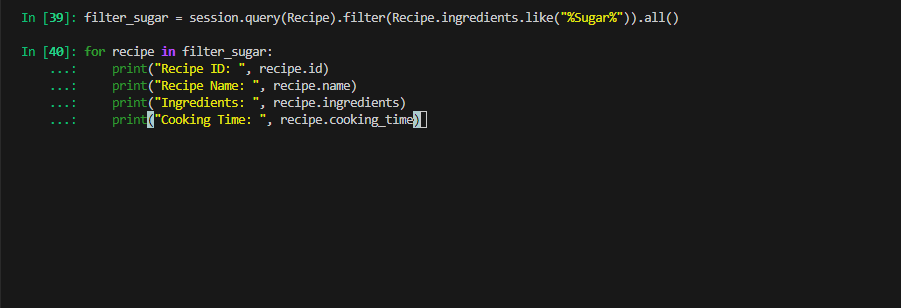 In [39]: filter_sugar = session.query(Recipe).filter(Recipe.ingredients.like("%Sugar%")).all()
In [40]: for recipe in filter_sugar:
...: print("Recipe ID: ", recipe.id)
...: print("Recipe Name: ", recipe.name)
...: print("Ingredients: ", recipe.ingredients)
...: print("Cooking Time: ", recipe.cooking_time)